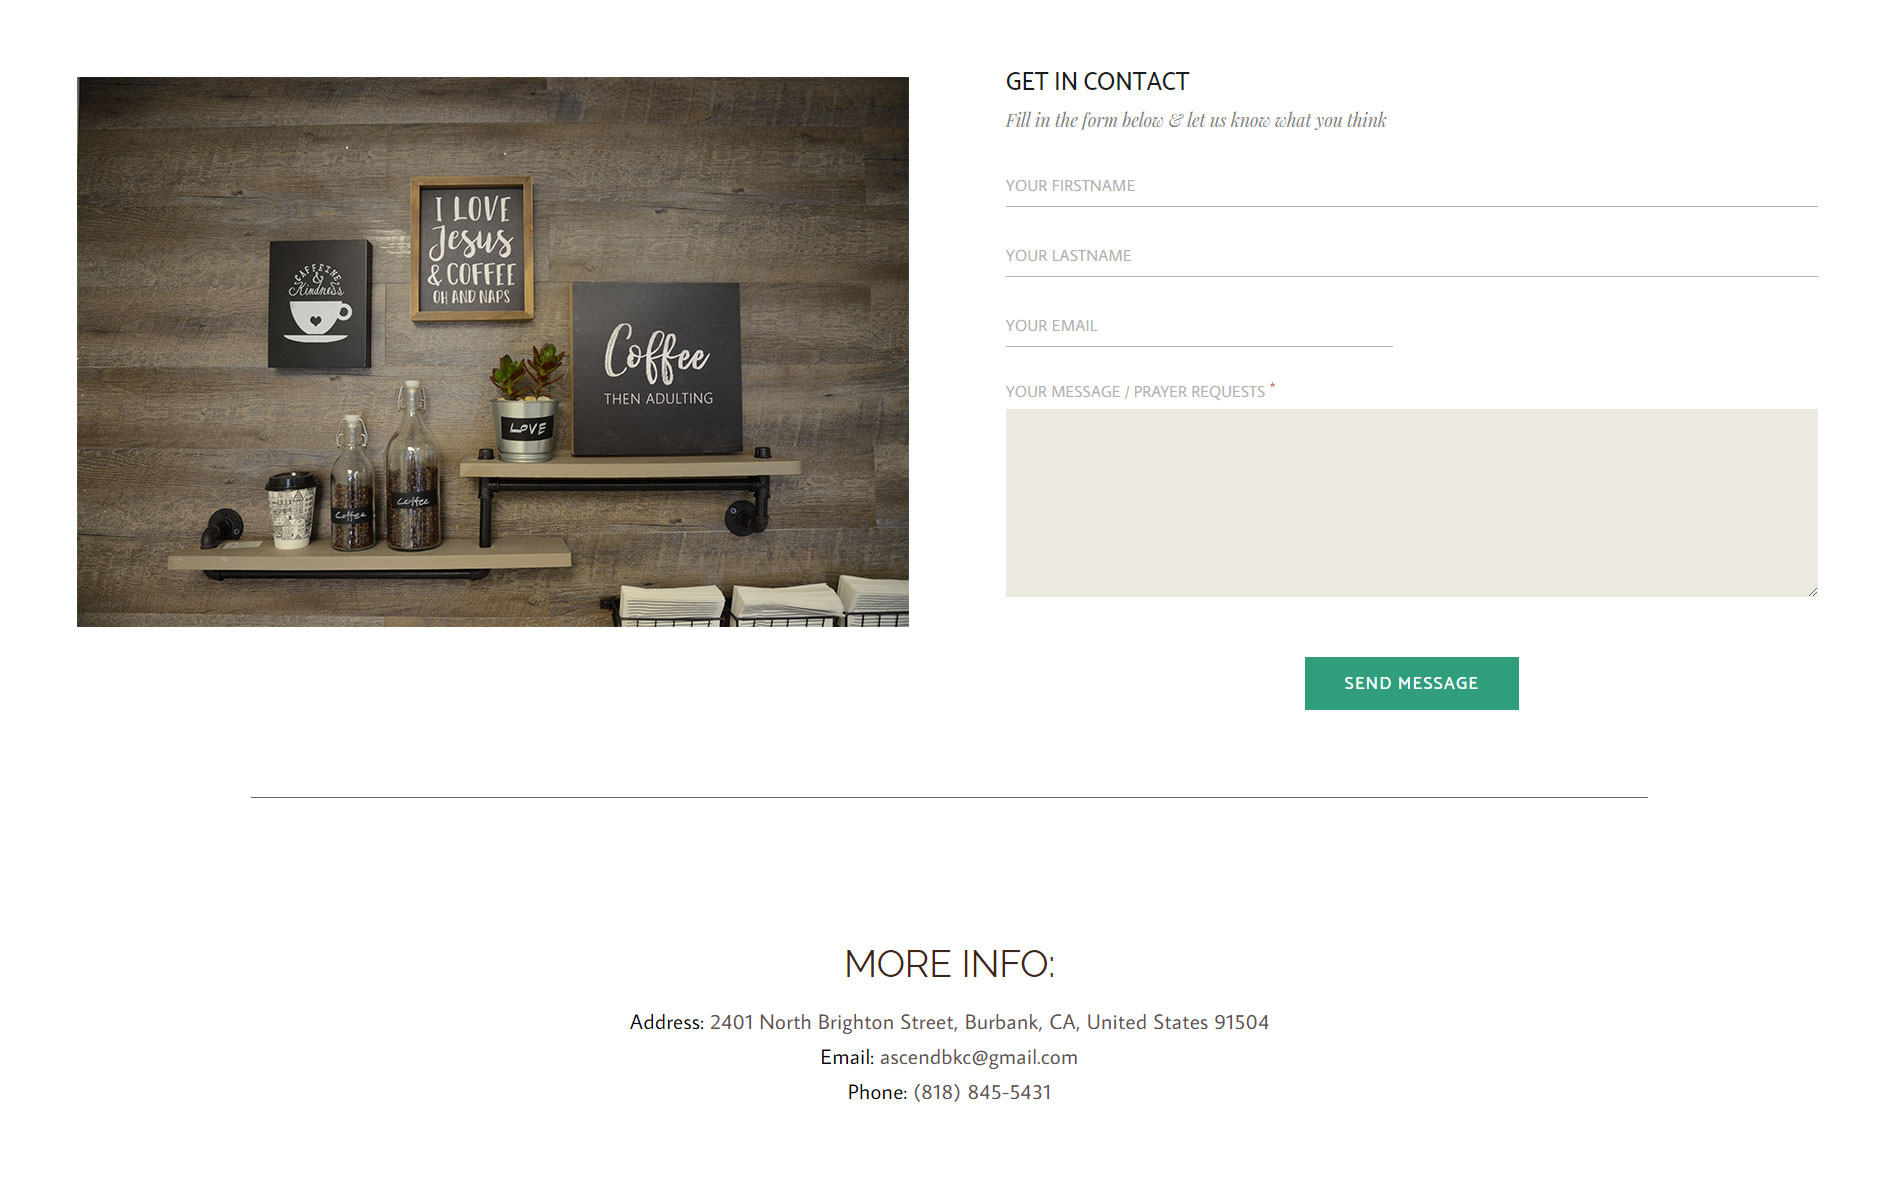 CAFFEINE
&
Kindness
I LOVE
Jesus
& COFFEE
OH AND NAPS
Coffee
THEN ADULTING
LOVE
Coffee
Coffee
GET IN CONTACT
Fill in the form below & let us know what you think
YOUR FIRSTNAME
YOUR LASTNAME
YOUR EMAIL
YOUR MESSAGE / PRAYER REQUESTS *
SEND MESSAGE
MORE INFO:
Address: 2401 North Brighton Street, Burbank, CA, United States 91504
Email: ascendbkc@gmail.com
Phone: (818) 845-5431